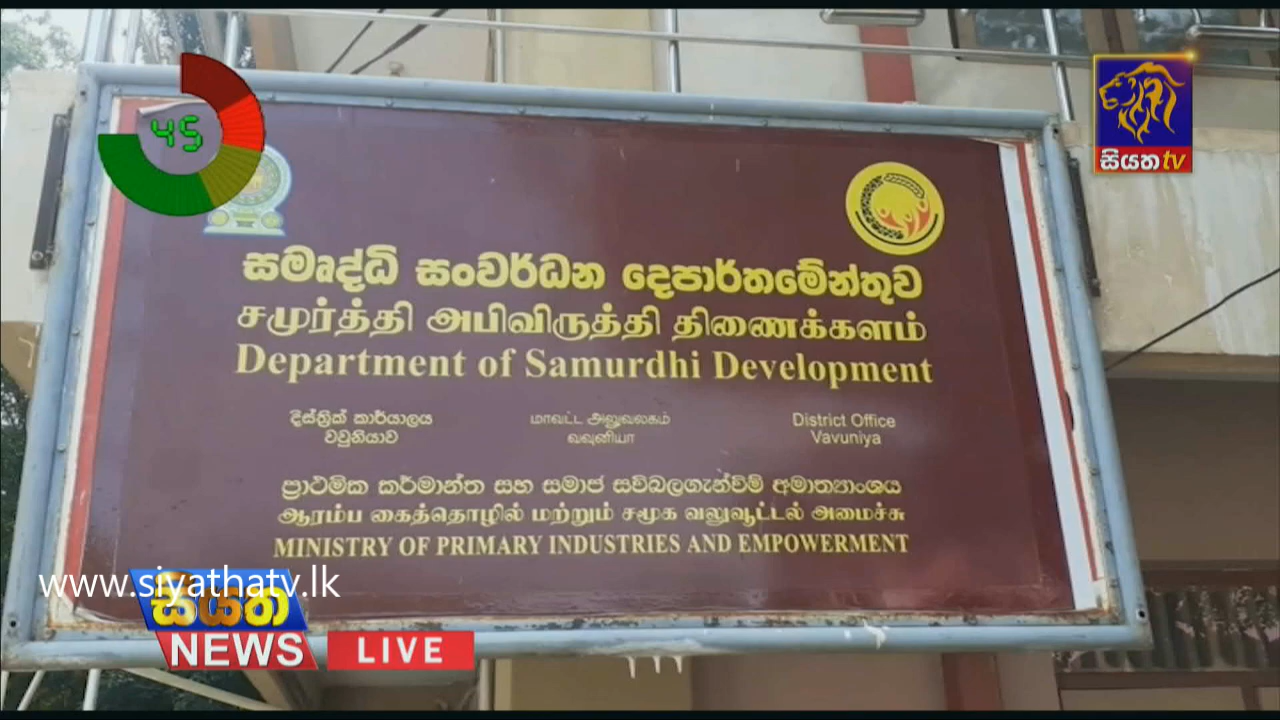 45
සියත tv
සමෘද්ධි සංවර්ධන දෙපාර්තමේන්තුව
சமுர்த்தி அபிவிருத்தி திணைக்களம்
Department of Samurdhi Development
දිස්ත්‍රික් කාර්යාලය
වවුනියාව
மாவட்ட அலுவலகம்
வவுனியா
District Office
Vavuniya
ප්‍රාථමික කර්මාන්ත සහ සමාජ සවිබලගැන්වීම් අමාත්‍යාංශය
ஆரம்ப கைத்தொழில் மற்றும் சமூக வலுவூட்டல் அமைச்சு
MINISTRY OF PRIMARY INDUSTRIES AND EMPOWERMENT
www.siyathatv.lk
සියත
NEWS LIVE